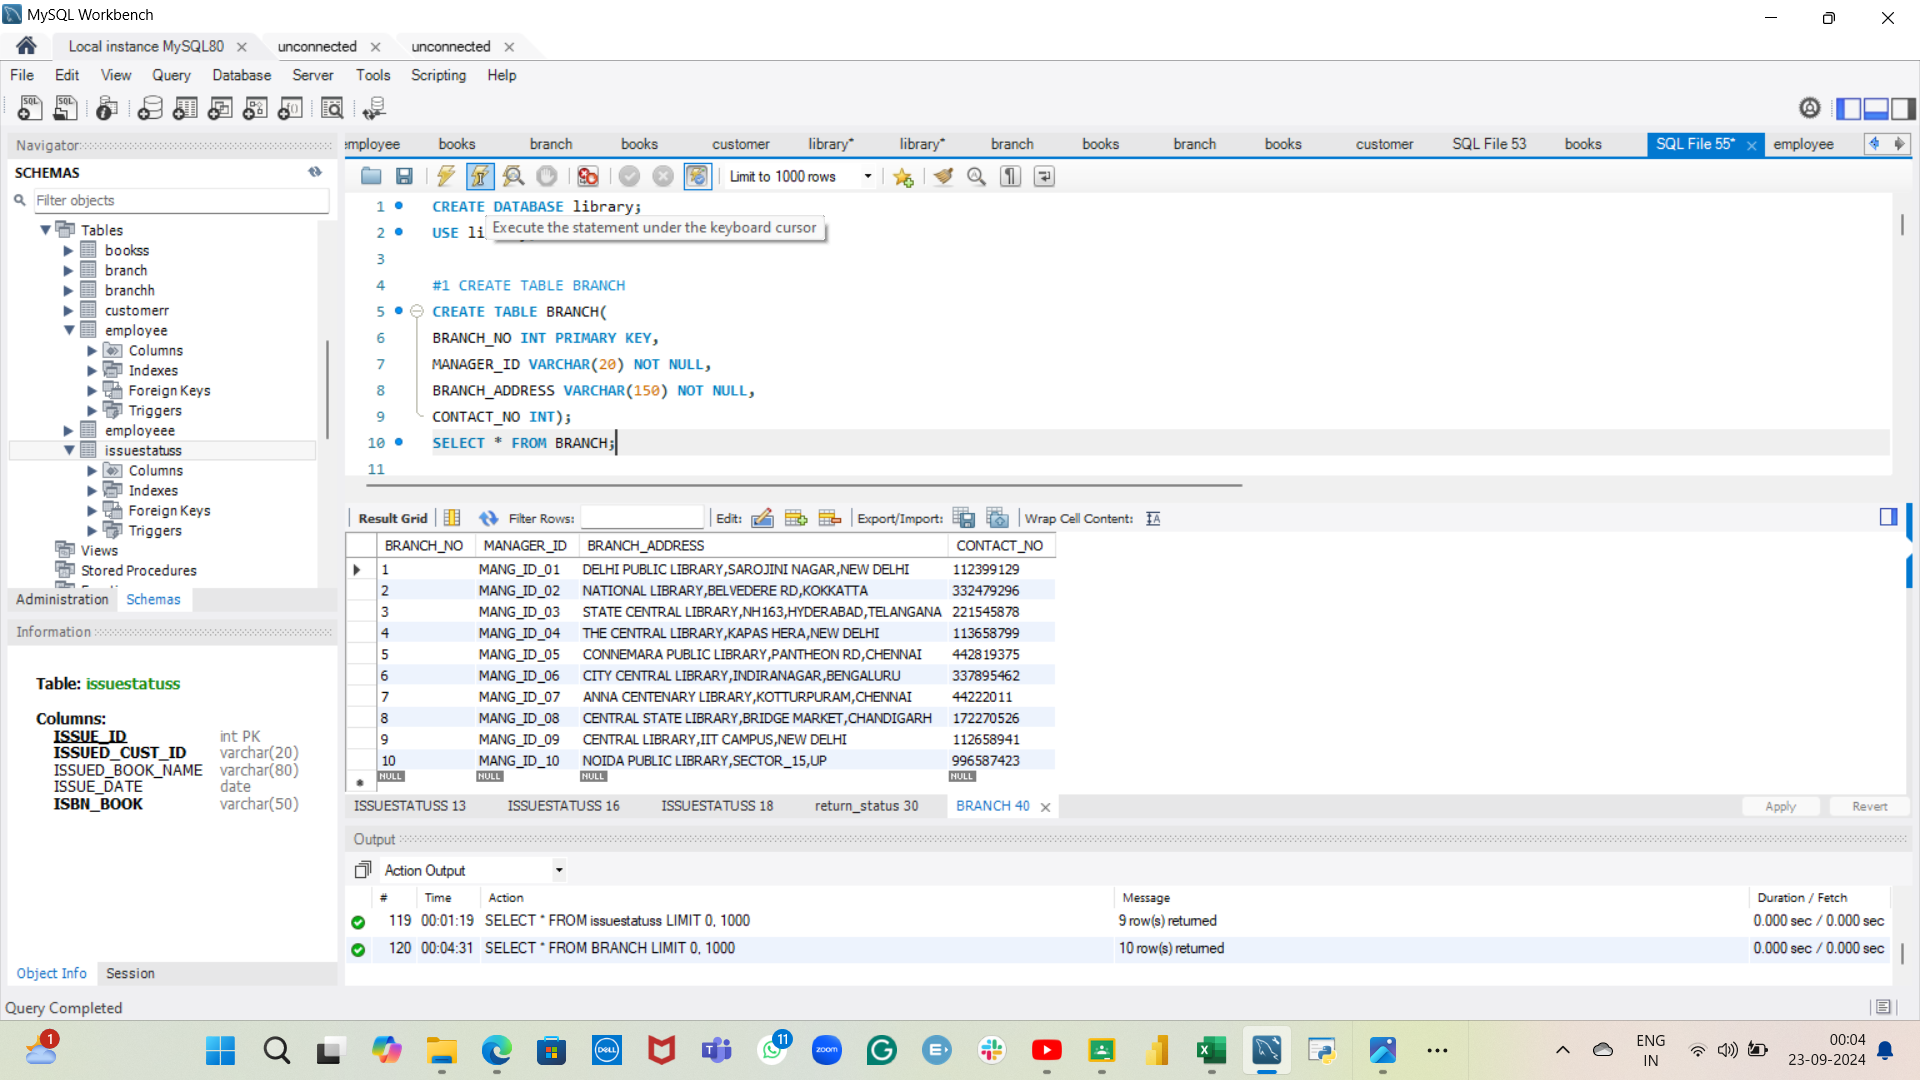 MySQL Workbench
Local instance MySQL80 unconnected unconnected
File Edit View Query Database Server Tools Scripting Help
Navigator
employee books branch books customer library* library* branch books branch books customer SQL File 53 books SQL File 55* employee
SCHEMAS
Filter objects
Limit to 1000 rows
Tables
bookss
branch
branchh
customerr
employee
Columns
Indexes
Foreign Keys
Triggers
employeee
issuestatuss
Columns
Indexes
Foreign Keys
Triggers
Views
Stored Procedures
Administration Schemas
Information
Table: issuestatuss
Columns:
ISSUE_ID int PK
ISSUED_CUST_ID varchar(20)
ISSUED_BOOK_NAME varchar(80)
ISSUE_DATE date
ISBN_BOOK varchar(50)
Object Info Session
Query Completed
1 CREATE DATABASE library;
2 USE li
Execute the statement under the keyboard cursor
3
4 #1 CREATE TABLE BRANCH
5 CREATE TABLE BRANCH(
6 BRANCH_NO INT PRIMARY KEY,
7 MANAGER_ID VARCHAR(20) NOT NULL,
8 BRANCH_ADDRESS VARCHAR(150) NOT NULL,
9 CONTACT_NO INT);
10 SELECT * FROM BRANCH;
11
Result Grid Filter Rows: Edit: Export/Import: Wrap Cell Content:
BRANCH_NO MANAGER_ID BRANCH_ADDRESS CONTACT_NO
1 MANG_ID_01 DELHI PUBLIC LIBRARY,SAROJINI NAGAR,NEW DELHI 112399129
2 MANG_ID_02 NATIONAL LIBRARY,BELVEDERE RD,KOKKATTA 332479296
3 MANG_ID_03 STATE CENTRAL LIBRARY,NH163,HYDERABAD,TELANGANA 221545878
4 MANG_ID_04 THE CENTRAL LIBRARY,KAPAS HERA,NEW DELHI 113658799
5 MANG_ID_05 CONNEMARA PUBLIC LIBRARY,PANTHEON RD,CHENNAI 442819375
6 MANG_ID_06 CITY CENTRAL LIBRARY,INDIRANAGAR,BENGALURU 337895462
7 MANG_ID_07 ANNA CENTENARY LIBRARY,KOTTURPURAM,CHENNAI 44222011
8 MANG_ID_08 CENTRAL STATE LIBRARY,BRIDGE MARKET,CHANDIGARH 172270526
9 MANG_ID_09 CENTRAL LIBRARY,IIT CAMPUS,NEW DELHI 112658941
10 MANG_ID_10 NOIDA PUBLIC LIBRARY,SECTOR_15,UP 996587423
NULL NULL NULL NULL
ISSUESTATUSS 13 ISSUESTATUSS 16 ISSUESTATUSS 18 return_status 30 BRANCH 40 Apply Revert
Output
Action Output
# Time Action Message Duration / Fetch
119 00:01:19 SELECT * FROM issuestatuss LIMIT 0, 1000 9 row(s) returned 0.000 sec / 0.000 sec
120 00:04:31 SELECT * FROM BRANCH LIMIT 0, 1000 10 row(s) returned 0.000 sec / 0.000 sec
1
DELL
11
zoom
ENG
IN
00:04
23-09-2024